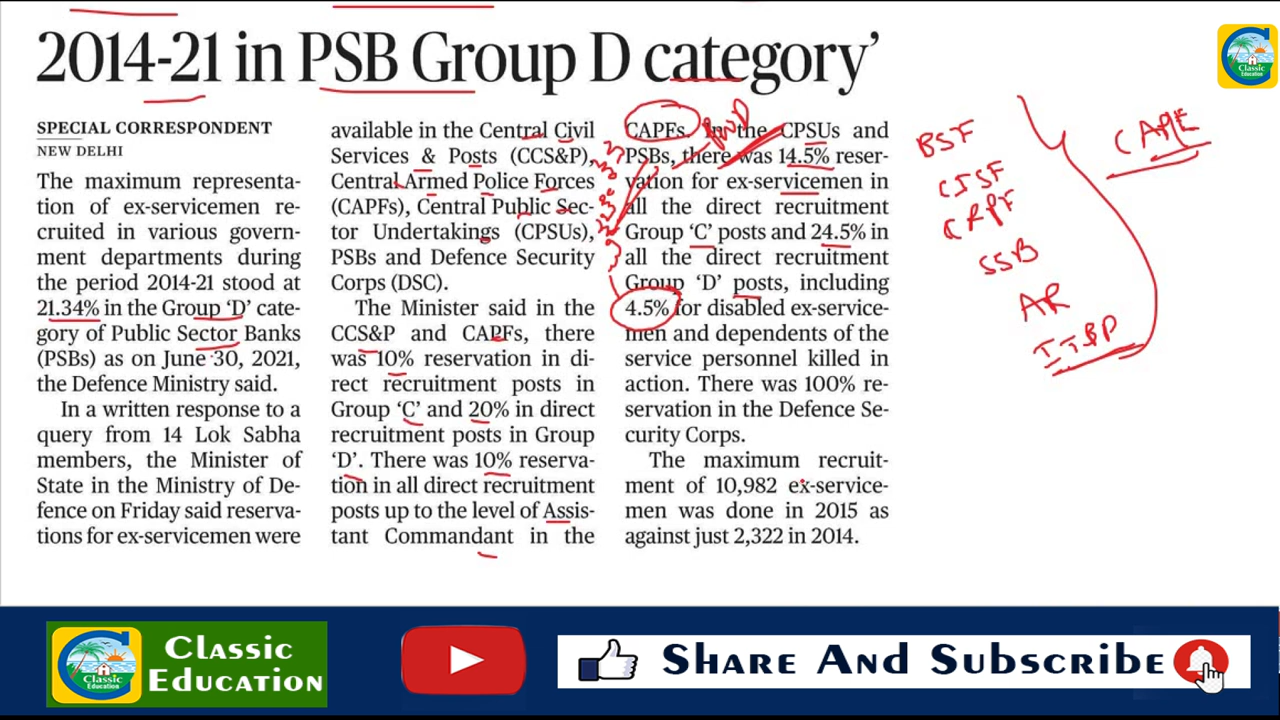 2014-21 in PSB Group D category’
SPECIAL CORRESPONDENT
NEW DELHI
The maximum representa-
tion of ex-servicemen re-
cruited in various govern-
ment departments during
the period 2014-21 stood at
21.34% in the Group ‘D’ cate-
gory of Public Sector Banks
(PSBs) as on June 30, 2021,
the Defence Ministry said.
In a written response to a
query from 14 Lok Sabha
members, the Minister of
State in the Ministry of De-
fence on Friday said reserva-
tions for ex-servicemen were
available in the Central Civil
Services & Posts (CCS&P),
Central Armed Police Forces
(CAPFs), Central Public Sec-
tor Undertakings (CPSUs),
PSBs and Defence Security
Corps (DSC).
The Minister said in the
CCS&P and CAPFs, there
was 10% reservation in di-
rect recruitment posts in
Group ‘C’ and 20% in direct
recruitment posts in Group
‘D’. There was 10% reserva-
tion in all direct recruitment
posts up to the level of Assis-
tant Commandant in the
CAPFs. In the CPSUs and
PSBs, there was 14.5% reser-
vation for ex-servicemen in
all the direct recruitment
Group ‘C’ posts and 24.5% in
all the direct recruitment
Group ‘D’ posts, including
4.5% for disabled ex-service-
men and dependents of the
service personnel killed in
action. There was 100% re-
servation in the Defence Se-
curity Corps.
The maximum recruit-
ment of 10,982 ex-service-
men was done in 2015 as
against just 2,322 in 2014.
BSF
CISF
CRPF
SSB
AR
ITBP
CAPF
Classic
Education
Classic
Education
Classic
Education
Share And Subscribe